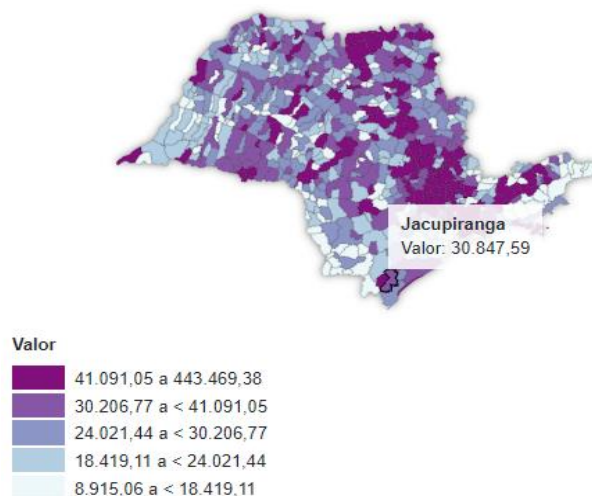 Jacupiranga
Valor: 30.847,59
Valor
41.091,05 a 443.469,38
30.206,77 a < 41.091,05
24.021,44 a < 30.206,77
18.419,11 a < 24.021,44
8.915,06 a < 18.419,11